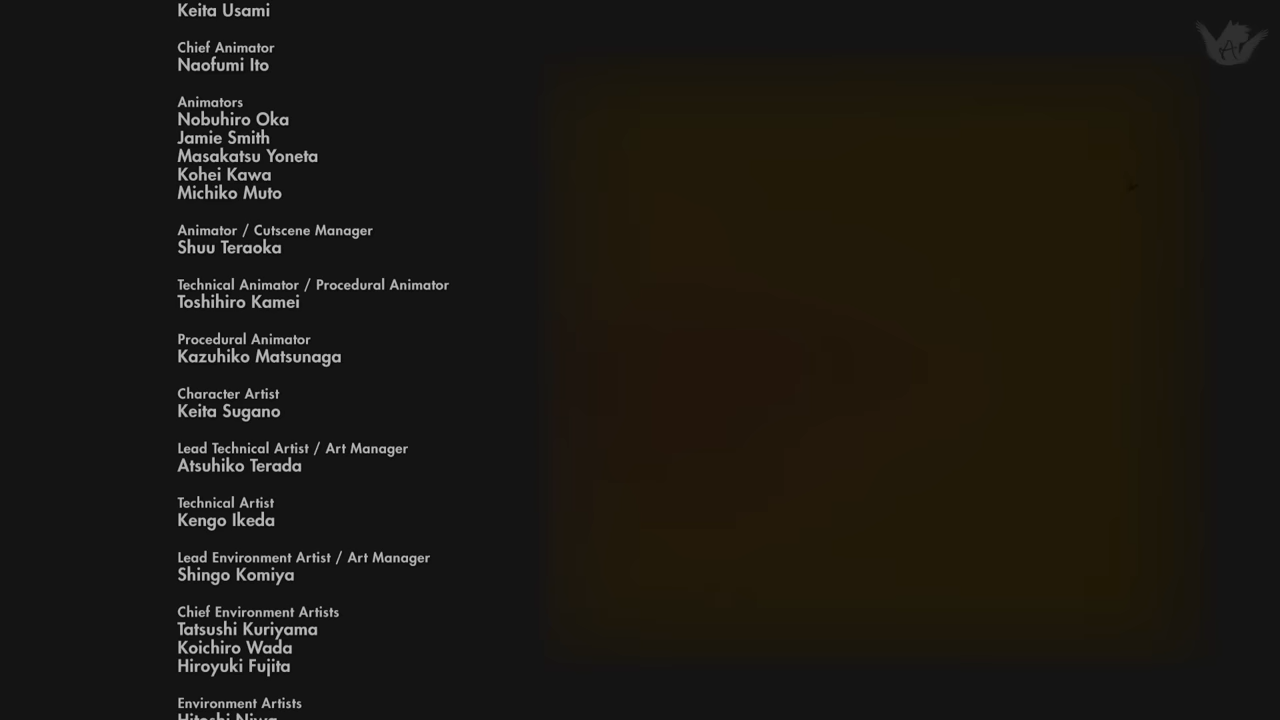 Keita Usami
Chief Animator
Naofumi Ito
Animators
Nobuhiro Oka
Jamie Smith
Masakatsu Yoneta
Kohei Kawa
Michiko Muto
Animator / Cutscene Manager
Shuu Teraoka
Technical Animator / Procedural Animator
Toshihiro Kamei
Procedural Animator
Kazuhiko Matsunaga
Character Artist
Keita Sugano
Lead Technical Artist / Art Manager
Atsuhiko Terada
Technical Artist
Kengo Ikeda
Lead Environment Artist / Art Manager
Shingo Komiya
Chief Environment Artists
Tatsushi Kuriyama
Koichiro Wada
Hiroyuki Fujita
Environment Artists
Hitoshi Niwa